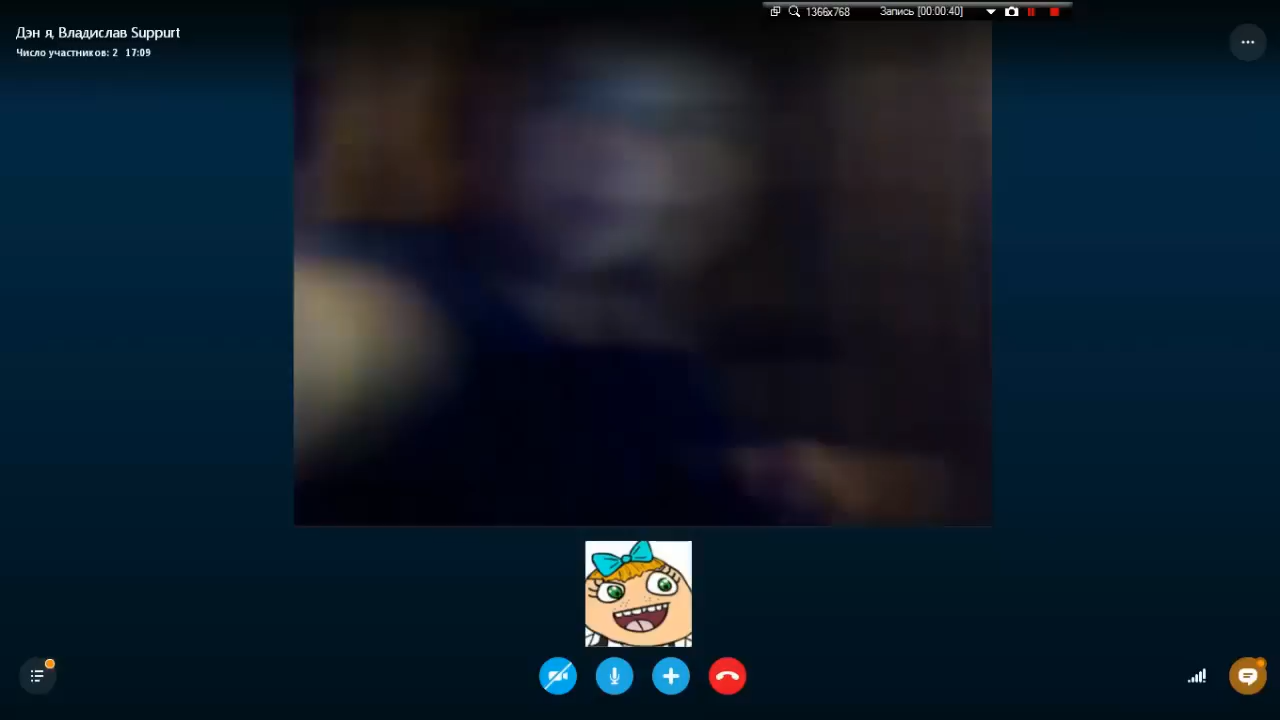 Дэн я, Владислав Suppurt
Число участников: 2 17:09
1366x768 Запись [00:00:40]